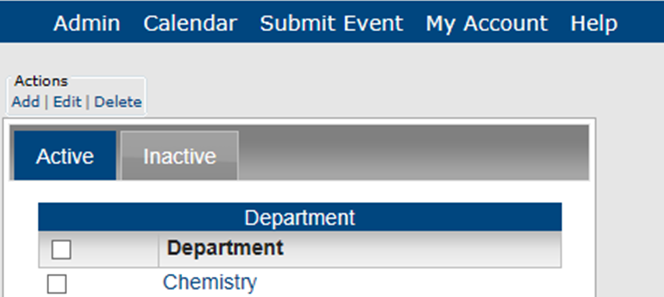 Admin Calendar Submit Event My Account Help
Actions
Add | Edit | Delete
Active Inactive
Department
Department
Chemistry